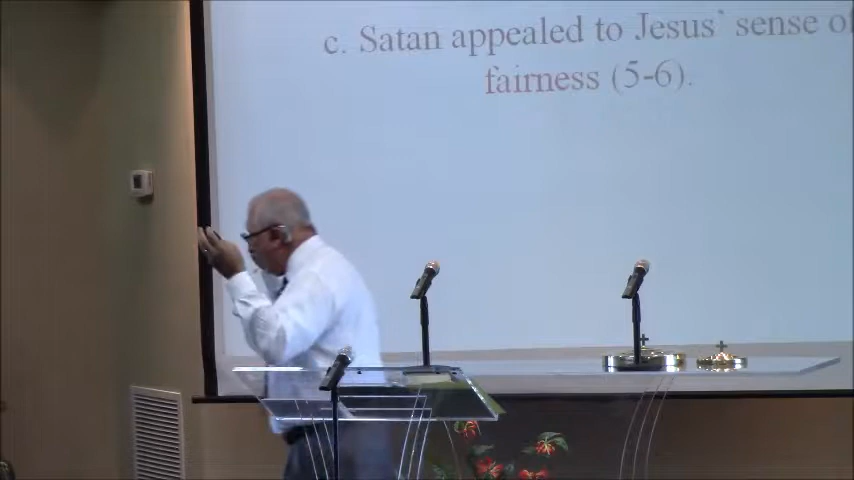 c. Satan appealed to Jesus' sense of
fairness (5-6).